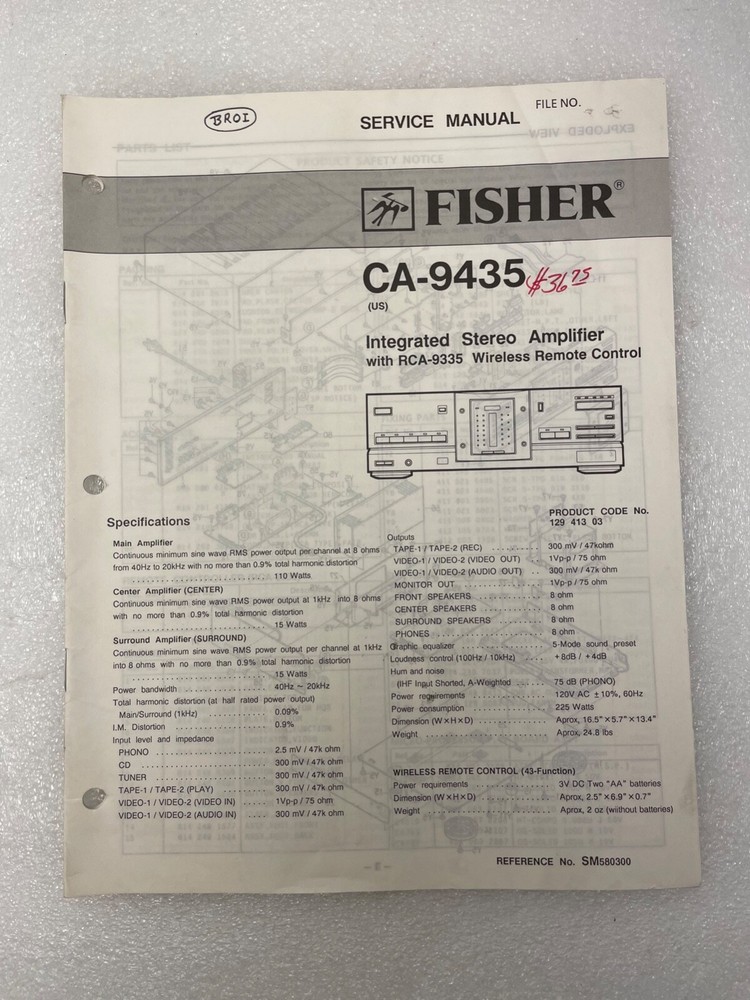 BROI
SERVICE MANUAL
FILE NO.
FISHER®
CA-9435
$36 75
(US)
Integrated Stereo Amplifier
with RCA-9335 Wireless Remote Control
PRODUCT CODE No.
129 413 03
Specifications
Main Amplifier
Continuous minimum sine wave RMS power output per channel at 8 ohms
from 40Hz to 20kHz with no more than 0.9% total harmonic distortion
.......................... 110 Watts
Center Amplifier (CENTER)
Continuous minimum sine wave RMS power output at 1kHz into 8 ohms
with no more than 0.9% total harmonic distortion
.......................... 15 Watts
Surround Amplifier (SURROUND)
Continuous minimum sine wave RMS power output per channel at 1kHz
into 8 ohms with no more than 0.9% total harmonic distortion
.......................... 15 Watts
Power bandwidth ................ 40Hz ~ 20kHz
Total harmonic distortion (at half rated power output)
Main/Surround (1kHz) ........... 0.09%
I.M. Distortion .................... 0.9%
Input level and impedance
PHONO ...................... 2.5 mV / 47k ohm
CD ......................... 300 mV / 47k ohm
TUNER ...................... 300 mV / 47k ohm
TAPE-1 / TAPE-2 (PLAY) ......... 300 mV / 47k ohm
VIDEO-1 / VIDEO-2 (VIDEO IN) ..... 1Vp-p / 75 ohm
VIDEO-1 / VIDEO-2 (AUDIO IN) .... 300 mV / 47k ohm
Outputs
TAPE-1 / TAPE-2 (REC) .......... 300 mV / 47kohm
VIDEO-1 / VIDEO-2 (VIDEO OUT) .. 1Vp-p / 75 ohm
VIDEO-1 / VIDEO-2 (AUDIO OUT) .. 300 mV / 47k ohm
MONITOR OUT ................. 1Vp-p / 75 ohm
FRONT SPEAKERS .............. 8 ohm
CENTER SPEAKERS ............. 8 ohm
SURROUND SPEAKERS .......... 8 ohm
PHONES ...................... 8 ohm
Graphic equalizer ................. 5-Mode sound preset
Loudness control (100Hz / 10kHz) ..... +8dB / +4dB
Hum and noise
(IHF Input Shorted, A-Weighted ...... 75 dB (PHONO)
Power requirements ............... 120V AC ±10%, 60Hz
Power consumption ............... 225 Watts
Dimension (W×H×D) .............. Aprox, 16.5" × 5.7" × 13.4"
Weight ......................... Aprox, 24.8 lbs
WIRELESS REMOTE CONTROL (43-Function)
Power requirements ............... 3V DC Two "AA" batteries
Dimension (W×H×D) .............. Aprox, 2.5" × 6.9" × 0.7"
Weight ......................... Aprox, 2 oz (wiithout batteries)
REFERENCE No. SM580300